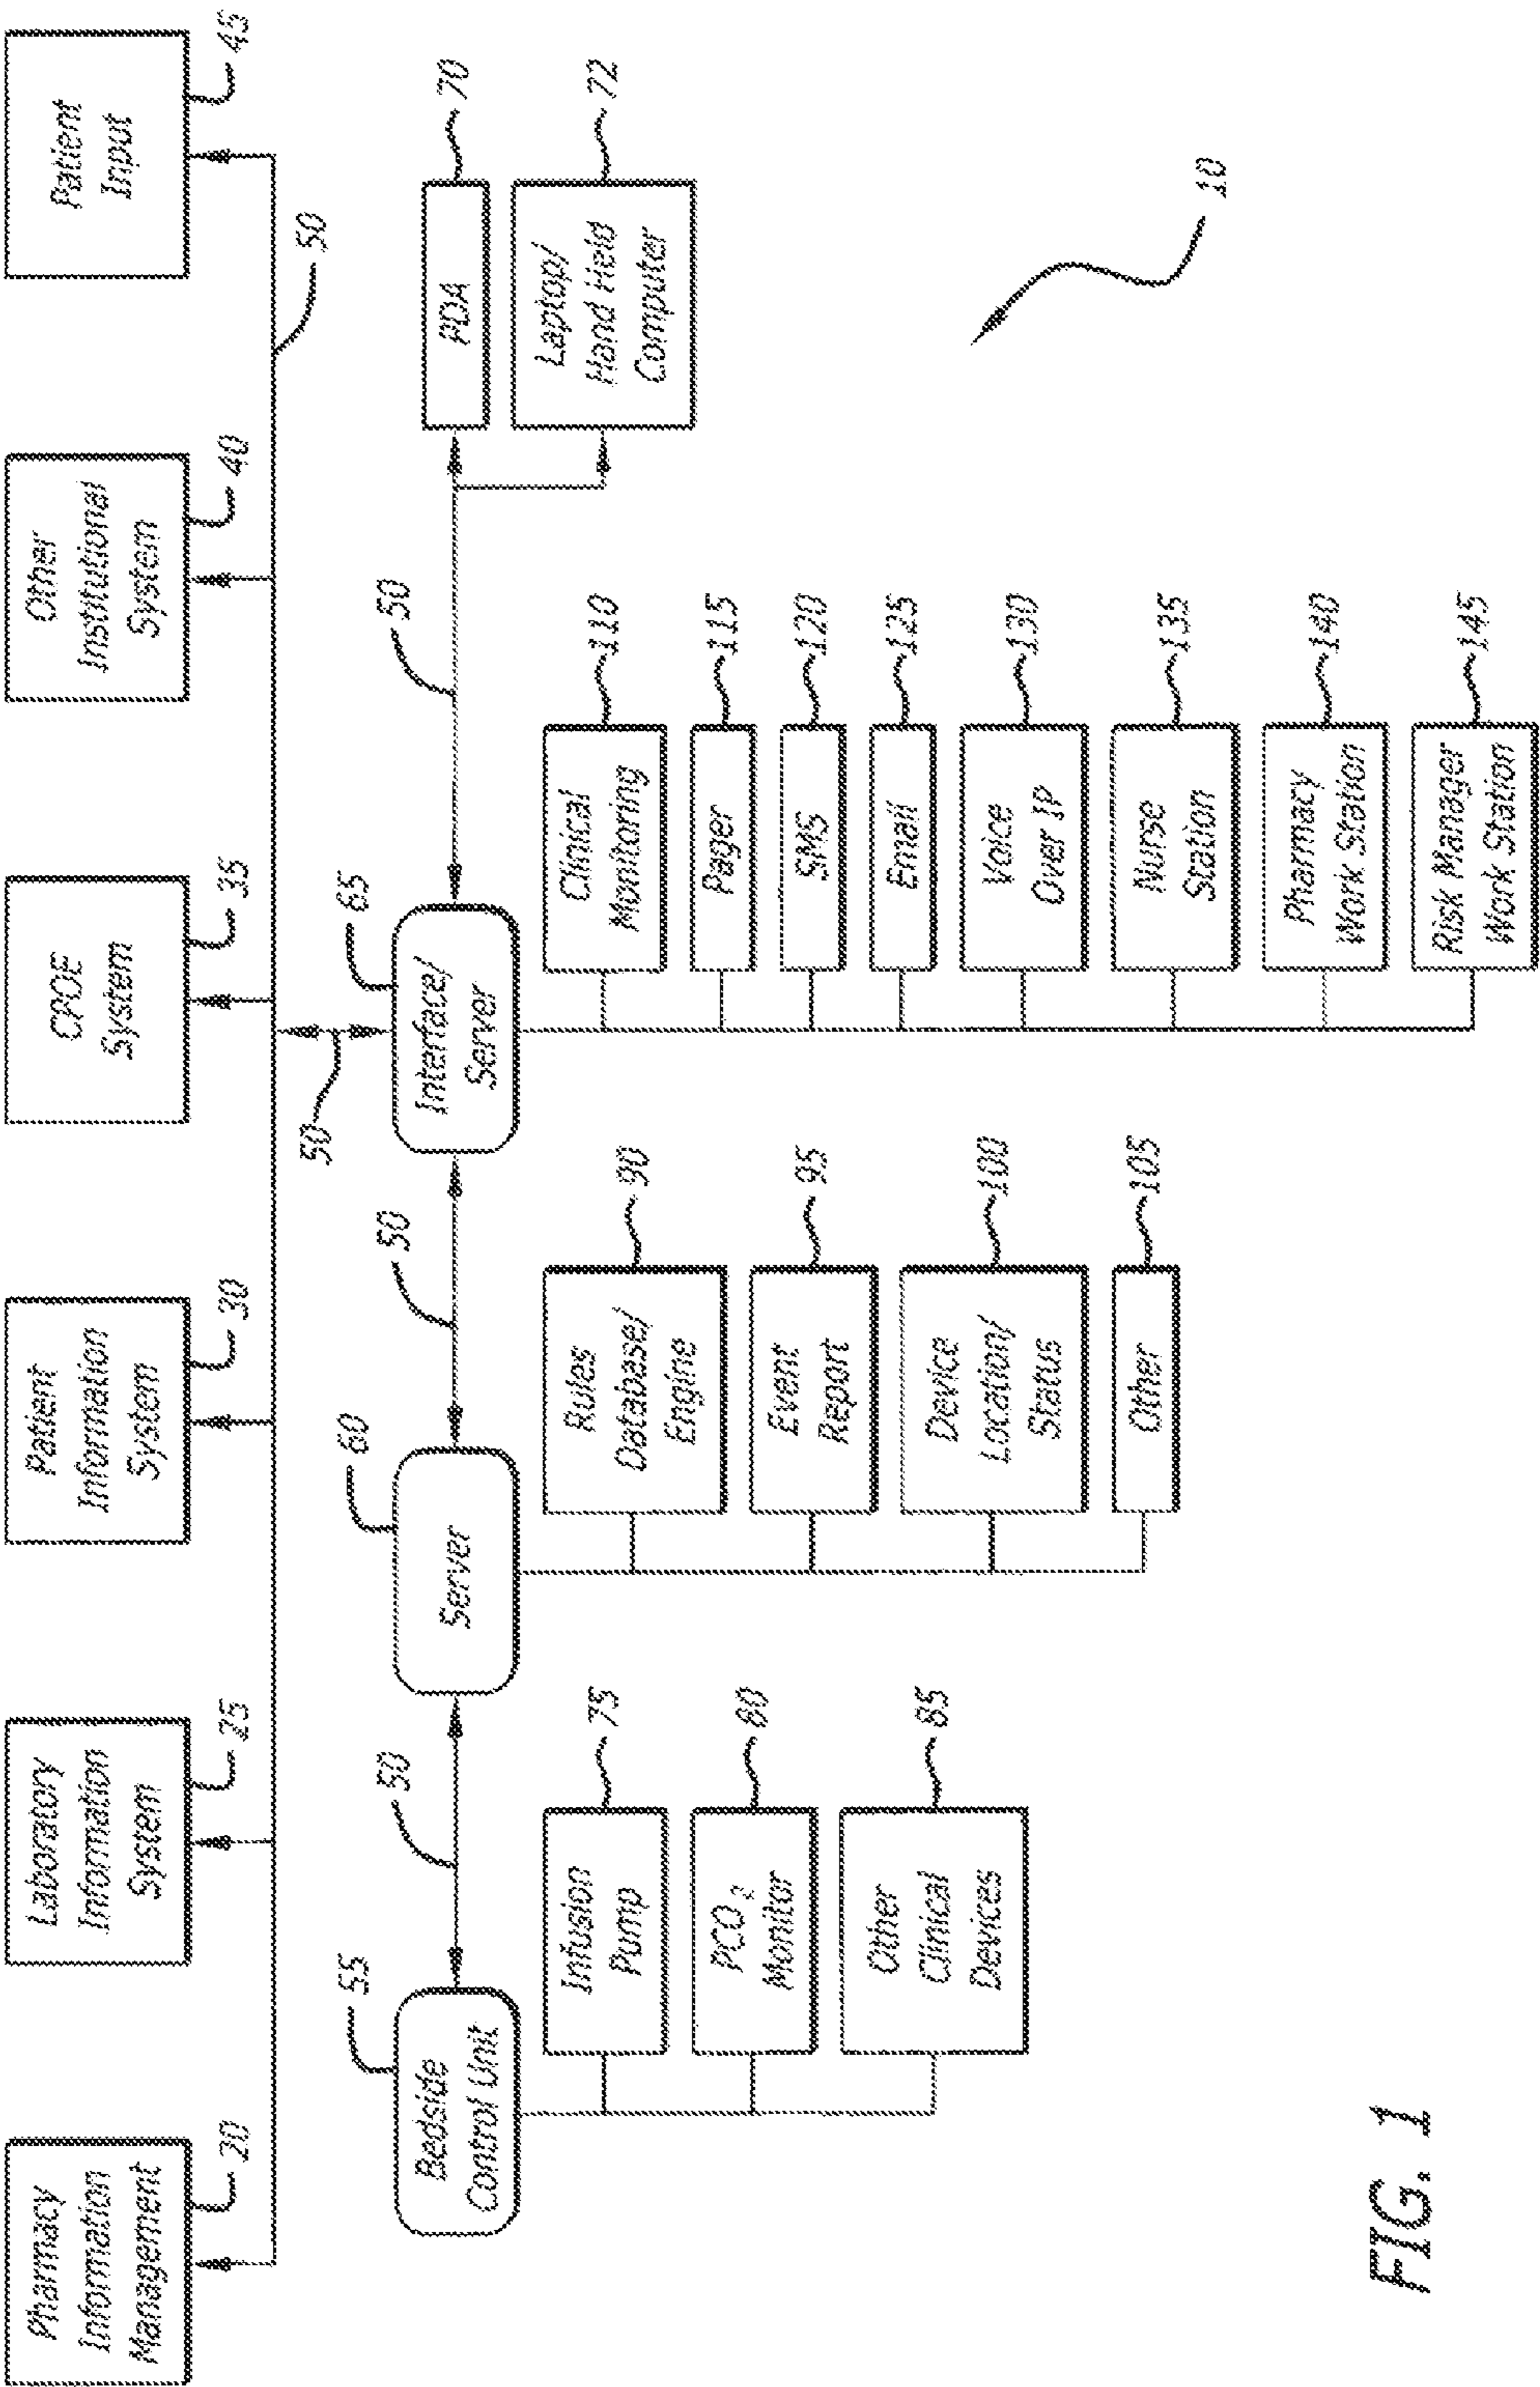 Pharmacy
Information
Management
20
Laboratory
Information
System
25
Patient
Information
System
30
CPOE
System
35
Other
Institutional
System
40
Patient
Input
45
50
50
Bedside
Control Unit
55
50
Server
60
50
Interface/
Server
65
50
PDA
70
Laptop/
Hand Held
Computer
72
Infusion
Pump
75
PCO2
Monitor
80
Other
Clinical
Devices
85
Rules
Database/
Engine
90
Event
Report
95
Device
Location/
Status
100
Other
105
Clinical
Monitoring
110
Pager
115
SMS
120
Email
125
Voice
Over IP
130
Nurse
Station
135
Pharmacy
Work Station
140
Risk Manager
Work Station
145
10
FIG. 1